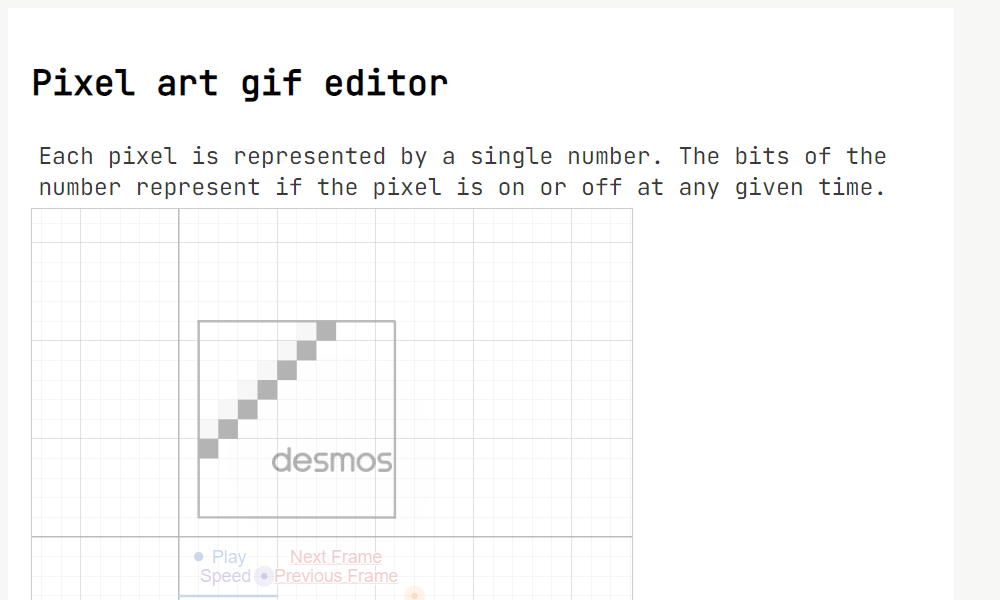 Pixel art gif editor
Each pixel is represented by a single number. The bits of the
number represent if the pixel is on or off at any given time.
desmos
Play Next Frame
Speed Previous Frame